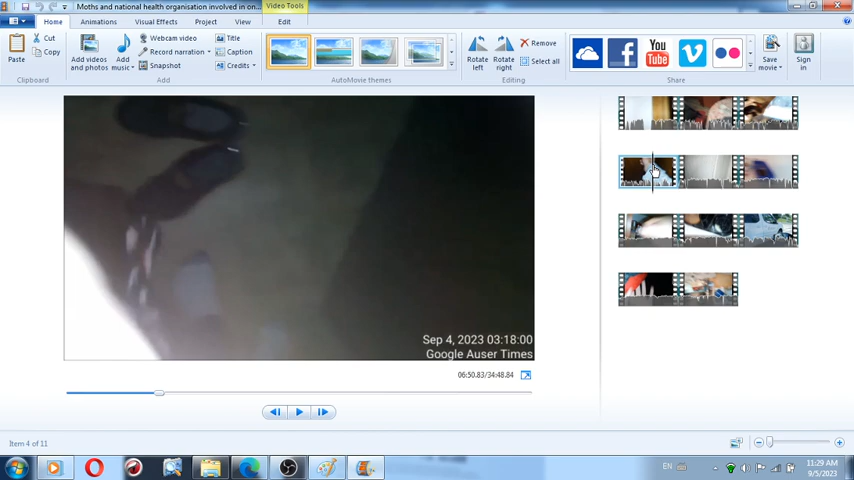 Moths and national health organisation involved in on...
Video Tools
Home
Animations
Visual Effects
Project
View
Edit
Paste
Cut
Copy
Clipboard
Add videos and photos
Add music
Webcam video
Record narration
Snapshot
Title
Caption
Credits
Add
AutoMovie themes
Rotate left
Rotate right
Remove
Select all
Editing
You
Tube
Share
Save movie
Sign in
Sep 4, 2023 03:18:00
Google Auser Times
06:50.83/34:48.84
Item 4 of 11
EN
11:29 AM
9/5/2023